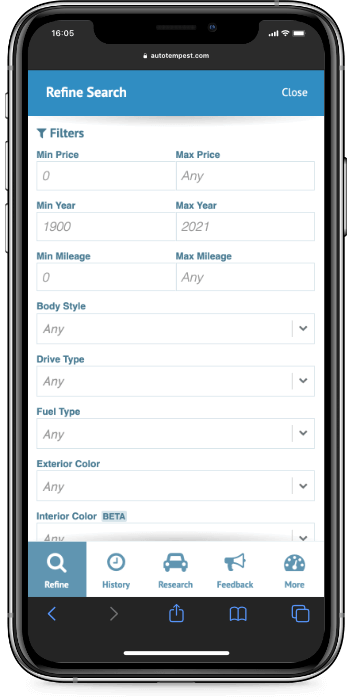 16:05
autotempest.com
Refine Search Close
Filters
Min Price Max Price
0 Any
Min Year Max Year
1900 2021
Min Mileage Max Mileage
0 Any
Body Style
Any
Drive Type
Any
Fuel Type
Any
Exterior Color
Any
Interior Color BETA
Any
Refine History Research Feedback More